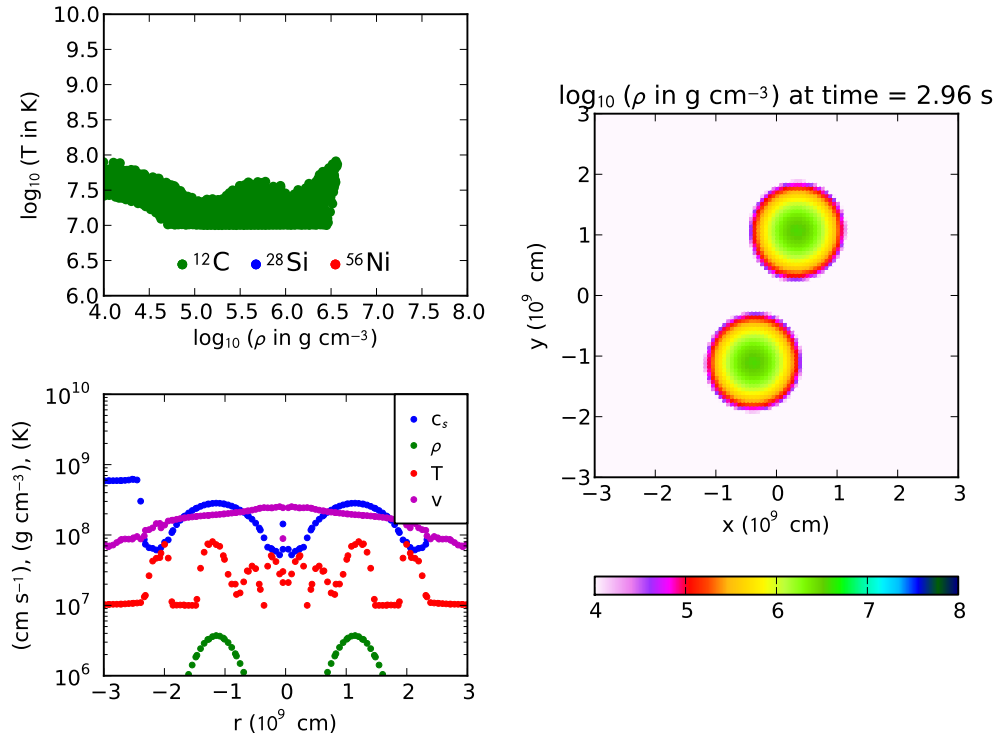 10.0
9.5
9.0
8.5
8.0
7.5
7.0
6.5
6.0
log₁₀ (T in K)
¹²C ²⁸Si ⁵⁶Ni
4.0 4.5 5.0 5.5 6.0 6.5 7.0 7.5 8.0
log₁₀ (ρ in g cm⁻³)
log₁₀ (ρ in g cm⁻³) at time = 2.96 s
3
2
1
0
−1
−2
−3
y (10⁹ cm)
−3 −2 −1 0 1 2 3
x (10⁹ cm)
4 5 6 7 8
10¹⁰
10⁹
10⁸
10⁷
10⁶
(cm s⁻¹), (g cm⁻³), (K)
cₛ
ρ
T
v
−3 −2 −1 0 1 2 3
r (10⁹ cm)